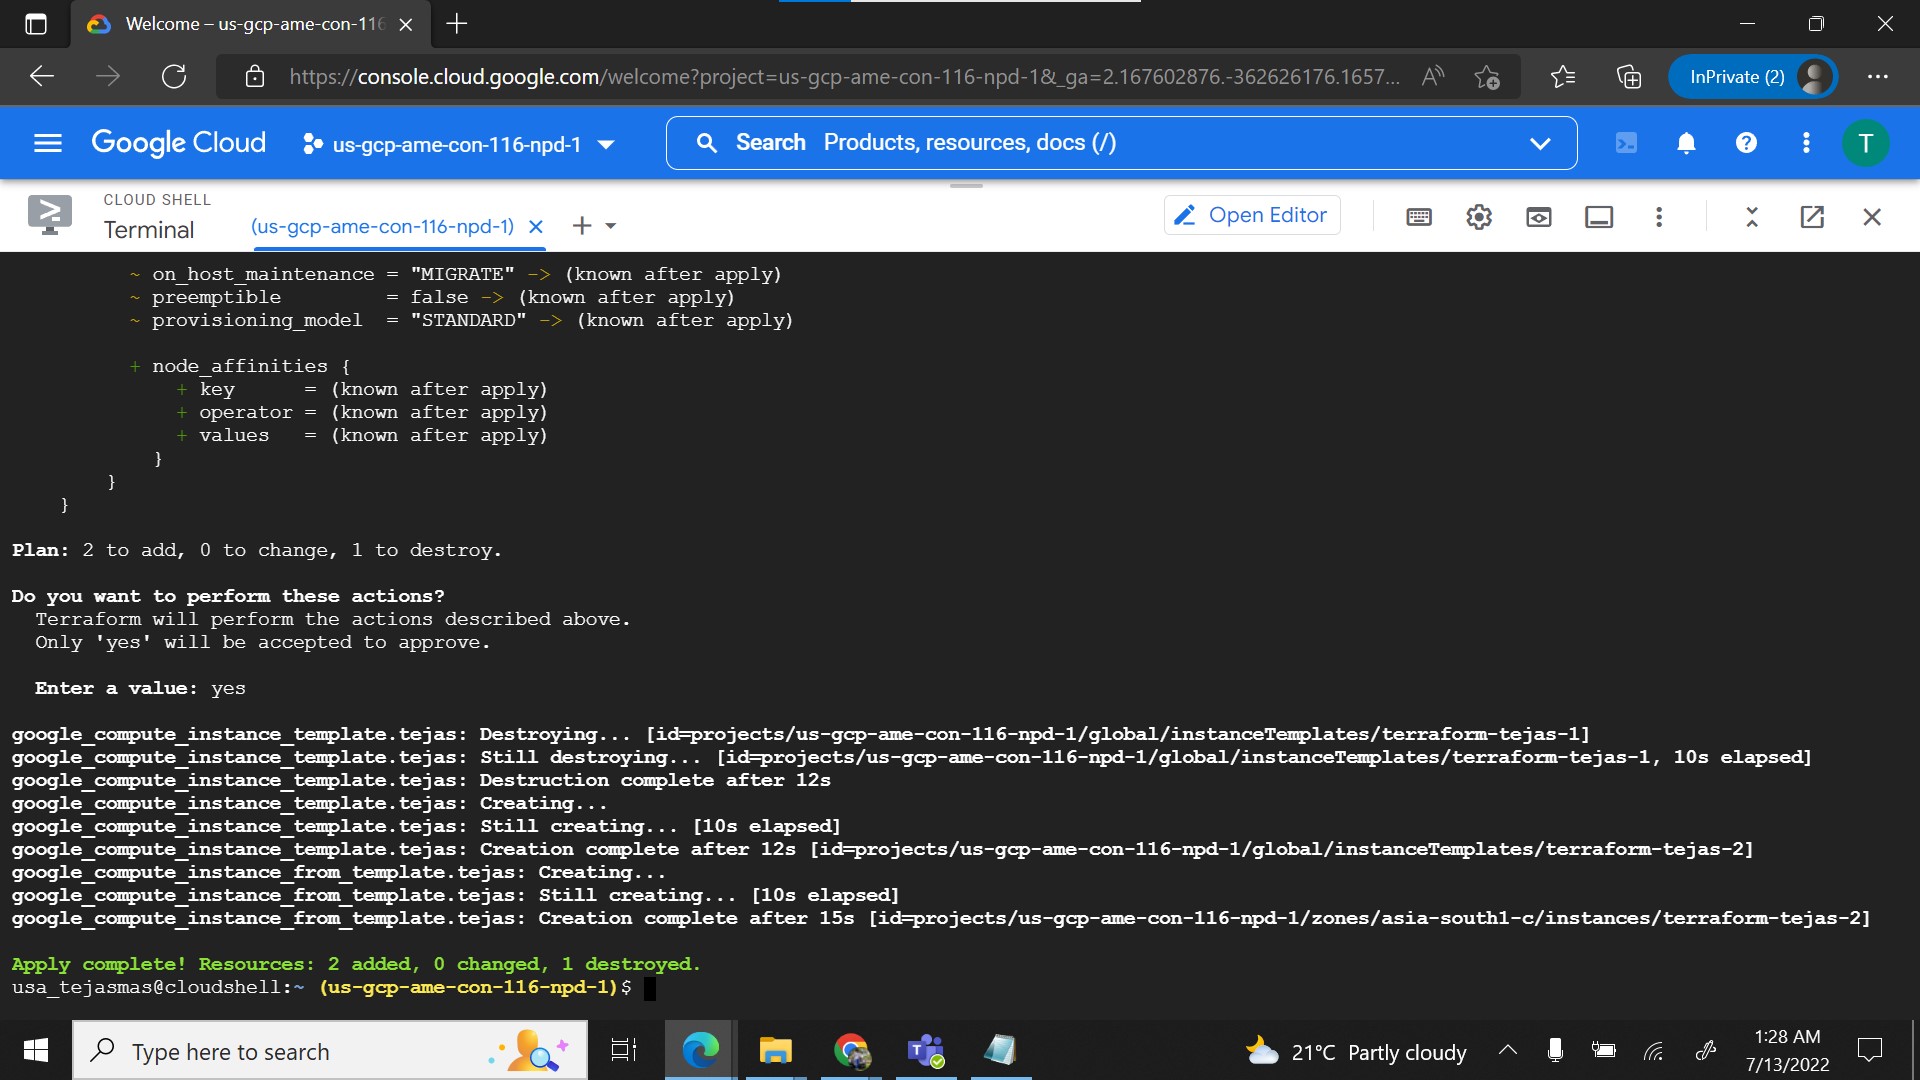 Welcome – us-gcp-ame-con-116
https://console.cloud.google.com/welcome?project=us-gcp-ame-con-116-npd-1&_ga=2.167602876.-362626176.1657...
InPrivate (2)
Google Cloud
us-gcp-ame-con-116-npd-1
Search Products, resources, docs (/)
T
CLOUD SHELL
Terminal
(us-gcp-ame-con-116-npd-1)
Open Editor
~ on_host_maintenance = "MIGRATE" -> (known after apply)
~ preemptible = false -> (known after apply)
~ provisioning_model = "STANDARD" -> (known after apply)
+ node_affinities {
+ key = (known after apply)
+ operator = (known after apply)
+ values = (known after apply)
}
}
}
Plan: 2 to add, 0 to change, 1 to destroy.
Do you want to perform these actions?
Terraform will perform the actions described above.
Only 'yes' will be accepted to approve.
Enter a value: yes
google_compute_instance_template.tejas: Destroying... [id=projects/us-gcp-ame-con-116-npd-1/global/instanceTemplates/terraform-tejas-1]
google_compute_instance_template.tejas: Still destroying... [id=projects/us-gcp-ame-con-116-npd-1/global/instanceTemplates/terraform-tejas-1, 10s elapsed]
google_compute_instance_template.tejas: Destruction complete after 12s
google_compute_instance_template.tejas: Creating...
google_compute_instance_template.tejas: Still creating... [10s elapsed]
google_compute_instance_template.tejas: Creation complete after 12s [id=projects/us-gcp-ame-con-116-npd-1/global/instanceTemplates/terraform-tejas-2]
google_compute_instance_from_template.tejas: Creating...
google_compute_instance_from_template.tejas: Still creating... [10s elapsed]
google_compute_instance_from_template.tejas: Creation complete after 15s [id=projects/us-gcp-ame-con-116-npd-1/zones/asia-south1-c/instances/terraform-tejas-2]
Apply complete! Resources: 2 added, 0 changed, 1 destroyed.
usa_tejasmas@cloudshell:~ (us-gcp-ame-con-116-npd-1)$
Type here to search
21°C Partly cloudy
1:28 AM
7/13/2022